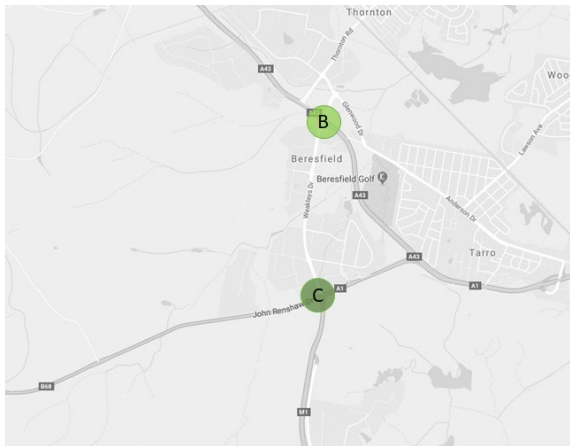 Thornton
Thornton Rd
A43
Woo
B
Glenwood Dr
Lawson Ave
Beresfield
Beresfield Golf
Weakleys Dr
A43
Anderson Dr
Tarro
A43
C
A1
A1
John Renshaw
B68
M1